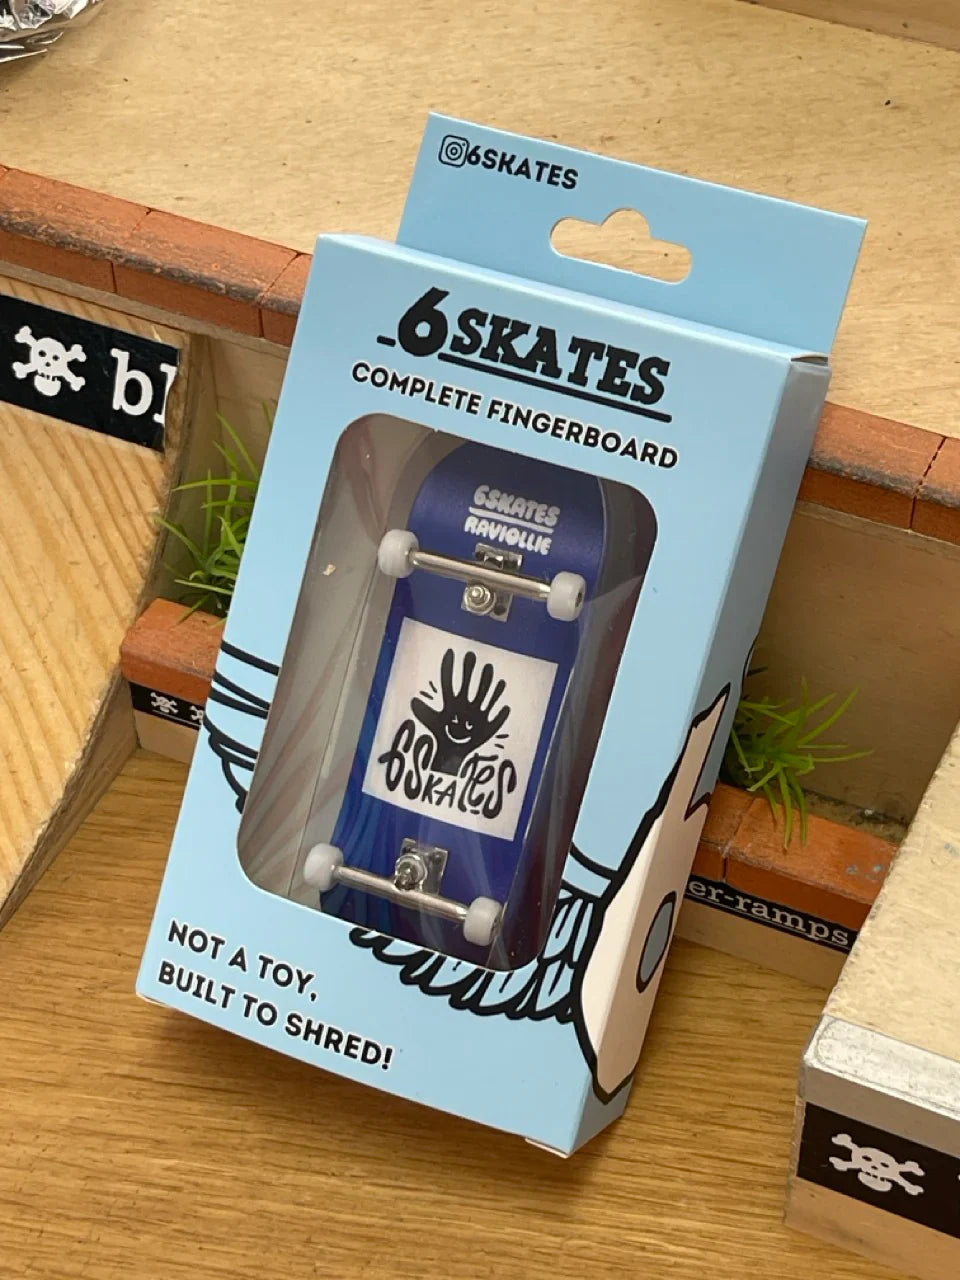 6SKATES
6SKATES
COMPLETE FINGERBOARD
6SKATES
RAVIOLLIE
6SKATES
NOT A TOY,
BUILT TO SHRED!
er-ramps